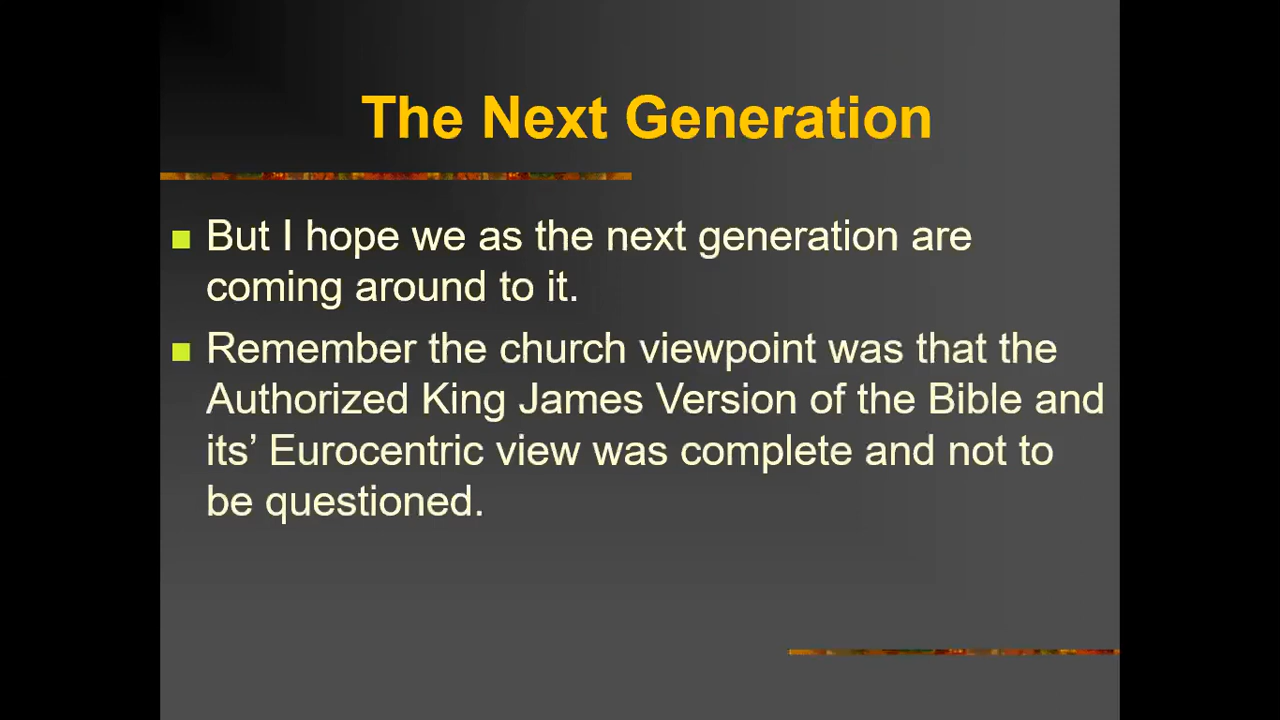 The Next Generation
But I hope we as the next generation are
coming around to it.
Remember the church viewpoint was that the
Authorized King James Version of the Bible and
its’ Eurocentric view was complete and not to
be questioned.